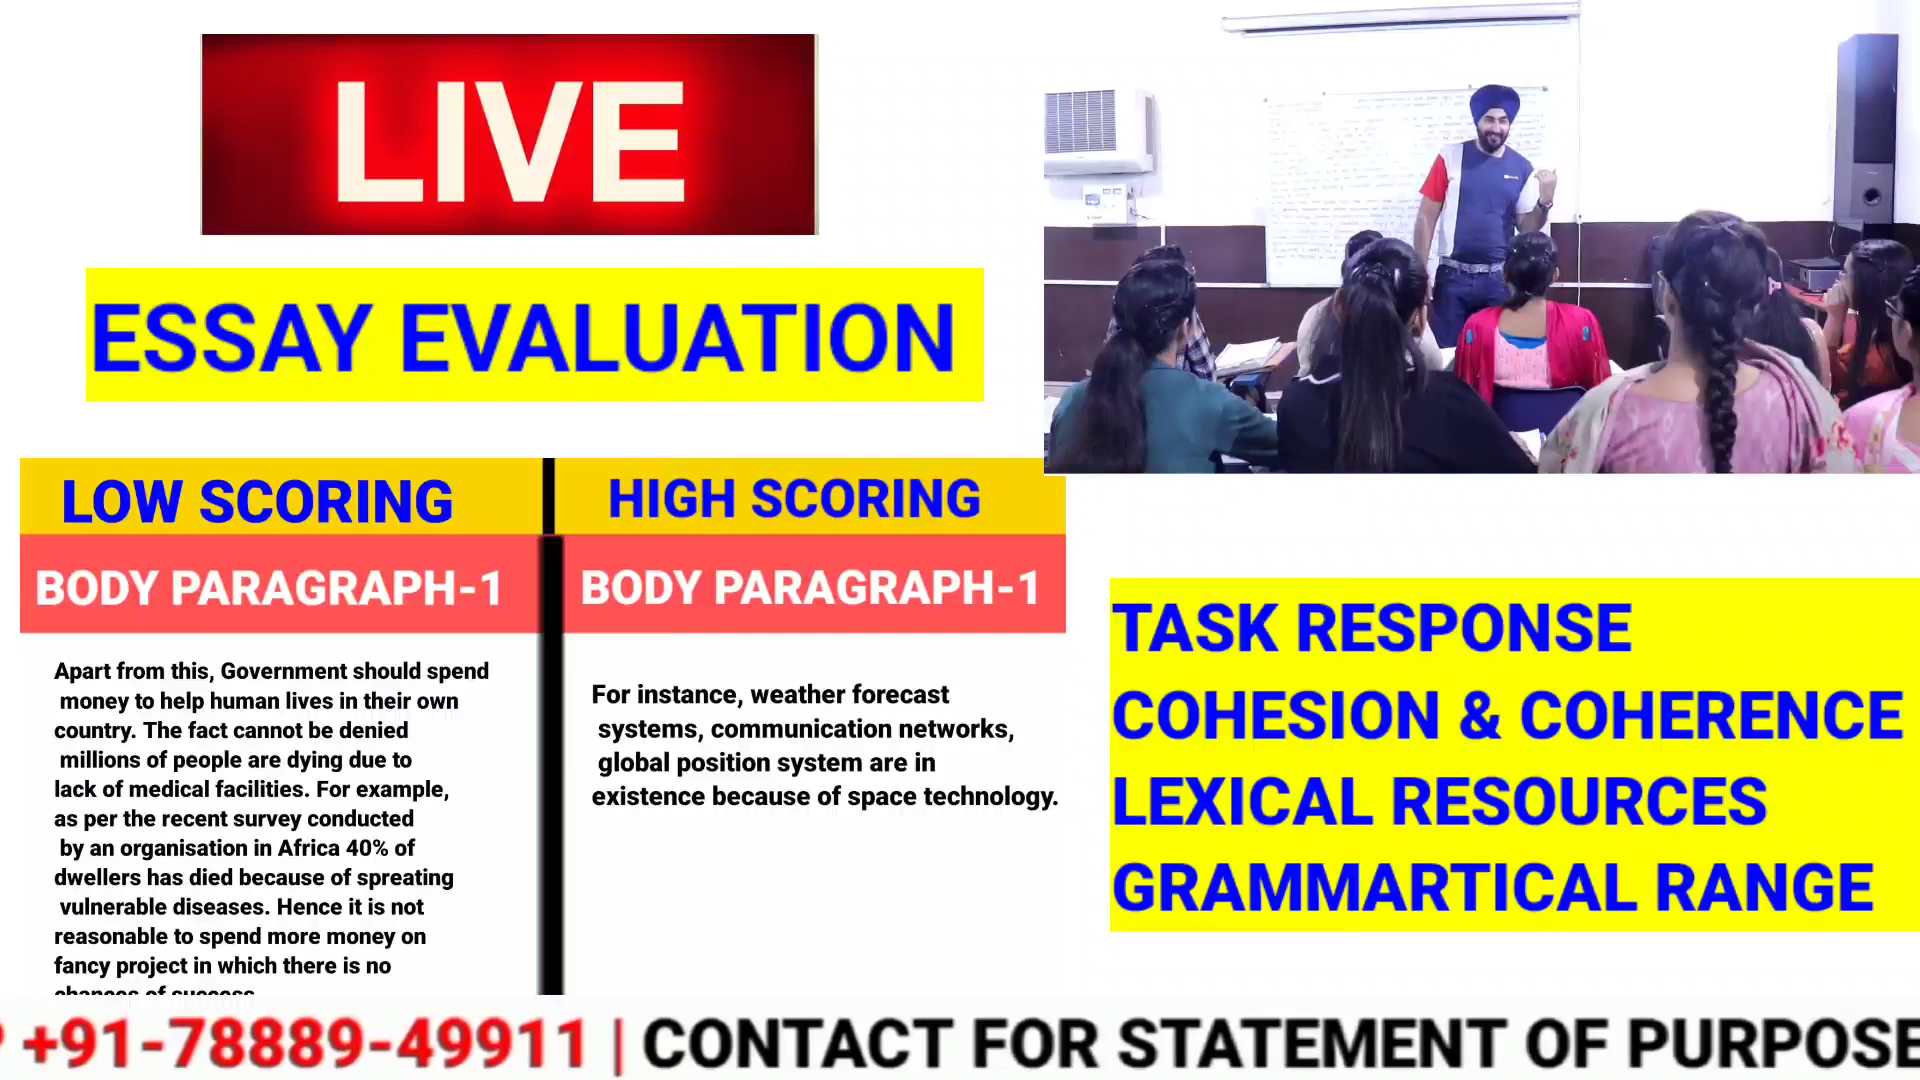 LIVE
ESSAY EVALUATION
LOW SCORING
HIGH SCORING
BODY PARAGRAPH-1
BODY PARAGRAPH-1
Apart from this, Government should spend
money to help human lives in their own
country. The fact cannot be denied
millions of people are dying due to
lack of medical facilities. For example,
as per the recent survey conducted
by an organisation in Africa 40% of
dwellers has died because of spreating
vulnerable diseases. Hence it is not
reasonable to spend more money on
fancy project in which there is no
chances of success
For instance, weather forecast
systems, communication networks,
global position system are in
existence because of space technology.
TASK RESPONSE
COHESION & COHERENCE
LEXICAL RESOURCES
GRAMMARTICAL RANGE
+91-78889-49911 | CONTACT FOR STATEMENT OF PURPOSE